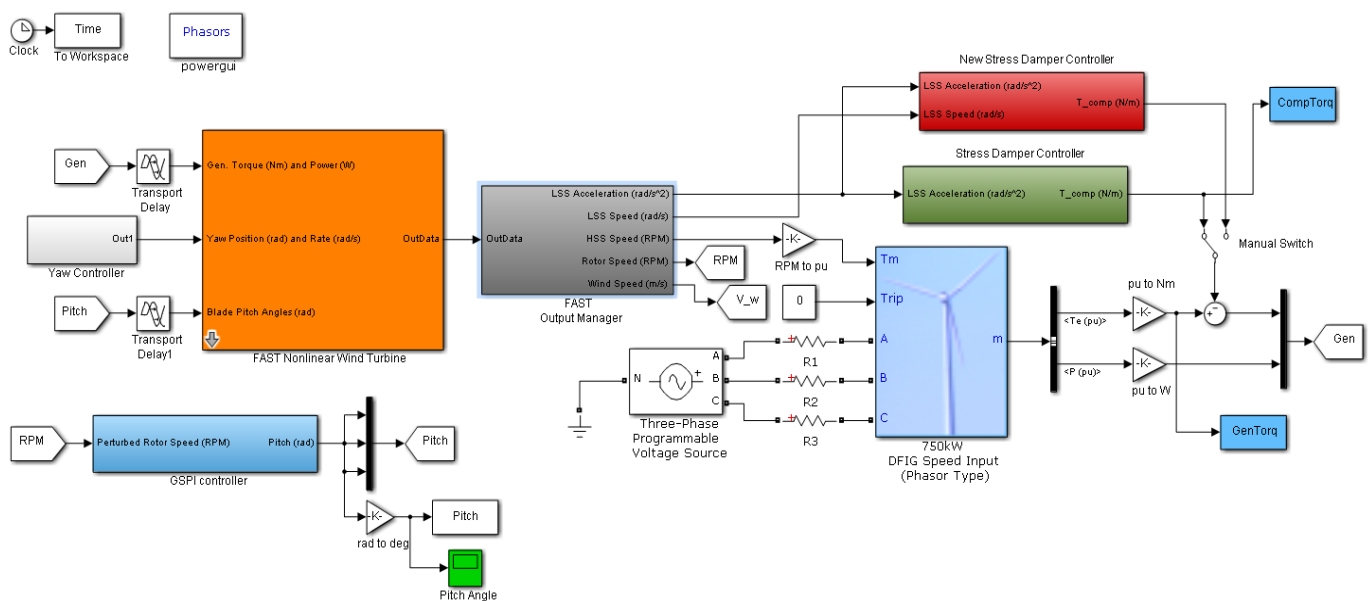 Time
Clock
To Workspace
Phasors
powergui
New Stress Damper Controller
LSS Acceleration (rad/s^2)
T_comp (N/m)
LSS Speed (rad/s)
CompTorq
Stress Damper Controller
LSS Acceleration (rad/s^2)
T_comp (N/m)
Manual Switch
Gen
Transport
Delay
Gen. Torque (Nm) and Power (W)
Out1
Yaw Controller
Yaw Position (rad) and Rate (rad/s)
OutData
Pitch
Transport
Delay1
Blade Pitch Angles (rad)
FAST Nonlinear Wind Turbine
OutData
LSS Acceleration (rad/s^2)
LSS Speed (rad/s)
HSS Speed (RPM)
Rotor Speed (RPM)
Wind Speed (m/s)
FAST
Output Manager
-K-
RPM to pu
RPM
V_w
0
Tm
Trip
A
B
C
m
750kW
DFIG Speed Input
(Phasor Type)
N
+
A
B
C
Three-Phase
Programmable
Voltage Source
+
R1
+
R2
+
R3
<Te (pu)>
pu to Nm
-K-
+
-
<P (pu)>
-K-
pu to W
Gen
GenTorq
RPM
Perturbed Rotor Speed (RPM)
Pitch (rad)
GSPI controller
Pitch
-K-
rad to deg
Pitch
Pitch Angle